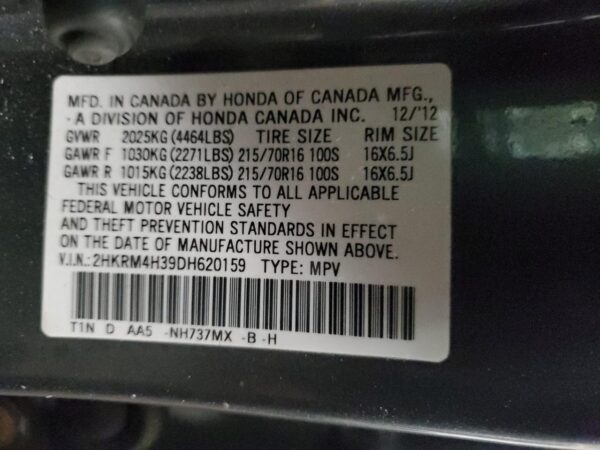 MFD. IN CANADA BY HONDA OF CANADA MFG.,
- A DIVISION OF HONDA CANADA INC. 12/'12
GVWR 2025KG(4464LBS) TIRE SIZE RIM SIZE
GAWR F 1030KG(2271LBS) 215/70R16 100S 16X6.5J
GAWR R 1015KG(2238LBS) 215/70R16 100S 16X6.5J
THIS VEHICLE CONFORMS TO ALL APPLICABLE
FEDERAL MOTOR VEHICLE SAFETY
AND THEFT PREVENTION STANDARDS IN EFFECT
ON THE DATE OF MANUFACTURE SHOWN ABOVE.
V.I.N.:2HKRM4H39DH620159 TYPE: MPV
T1N D AA5 -NH737MX -B -H